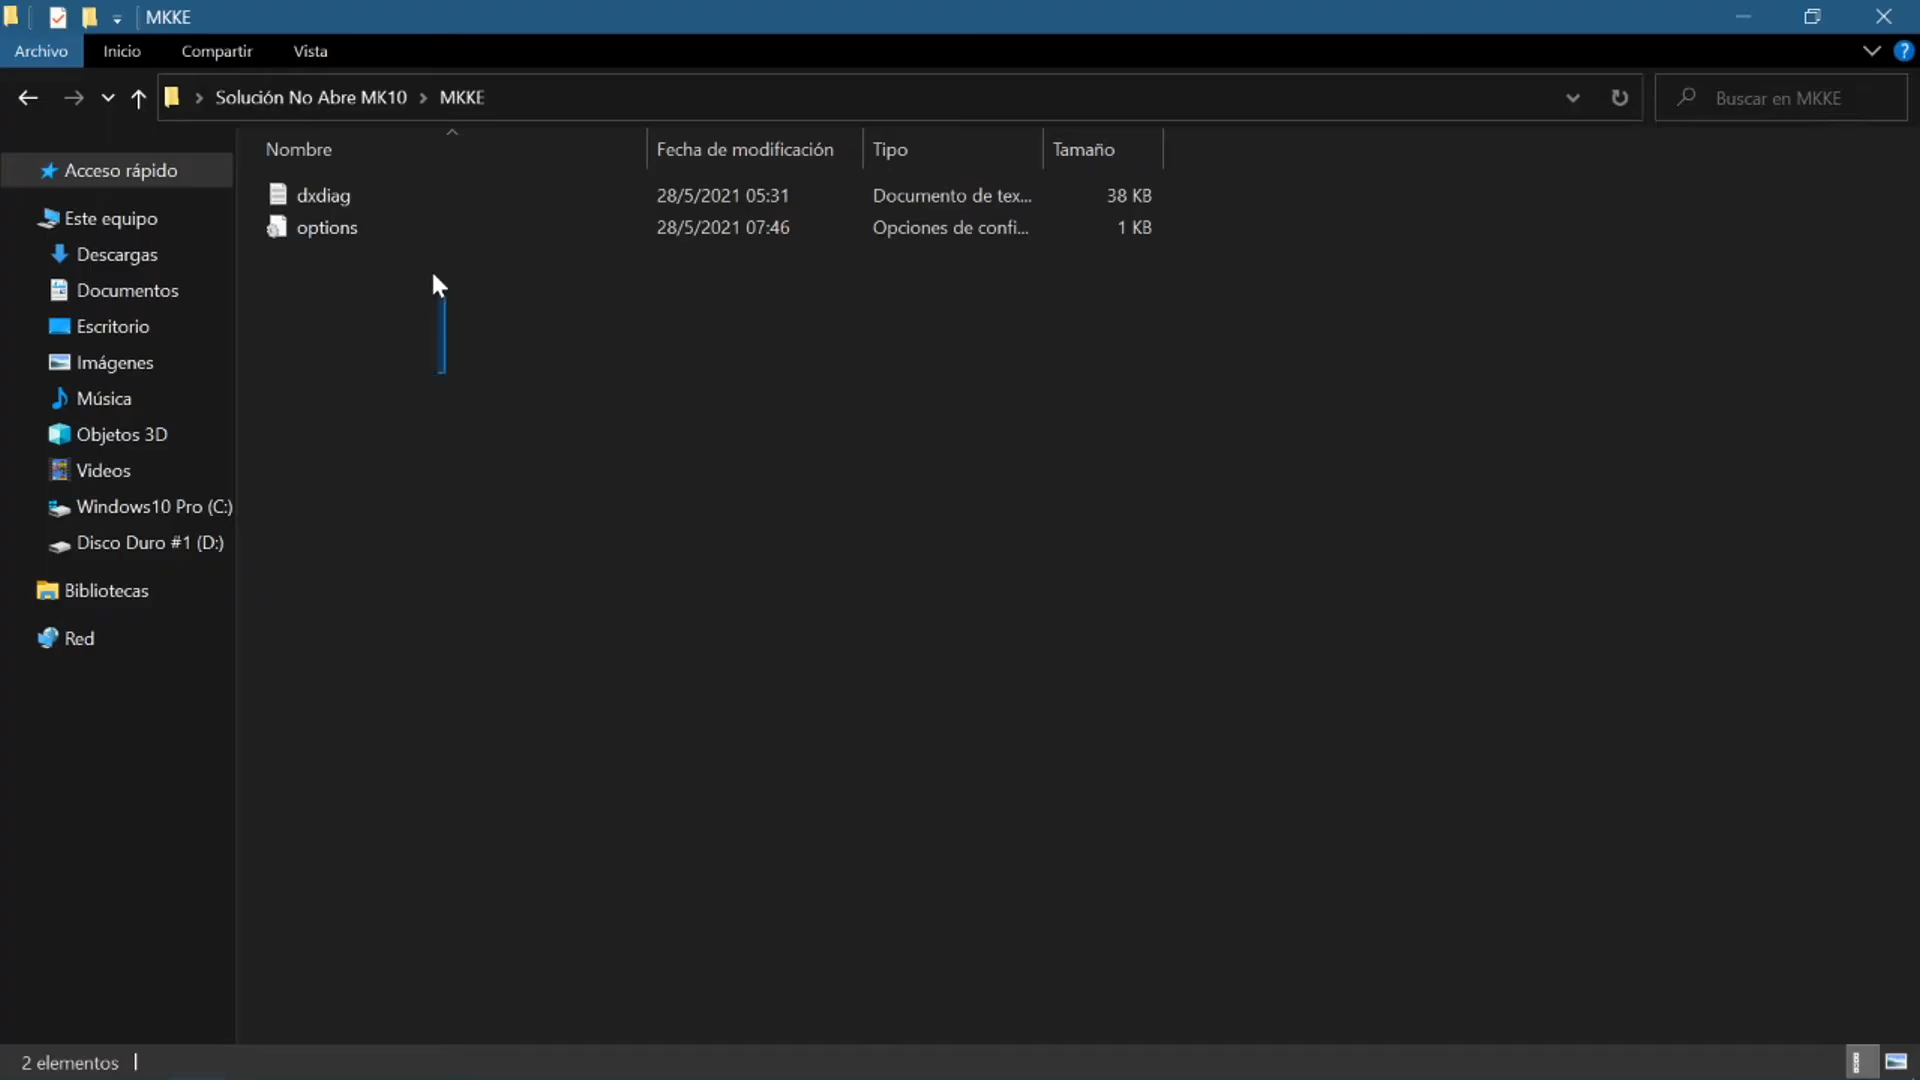 MKKE
Archivo Inicio Compartir Vista
Solución No Abre MK10 > MKKE
Buscar en MKKE
Nombre Fecha de modificación Tipo Tamaño
dxdiag 28/5/2021 05:31 Documento de tex... 38 KB
options 28/5/2021 07:46 Opciones de confi... 1 KB
Acceso rápido
Este equipo
Descargas
Documentos
Escritorio
Imágenes
Música
Objetos 3D
Videos
Windows10 Pro (C:)
Disco Duro #1 (D:)
Bibliotecas
Red
2 elementos